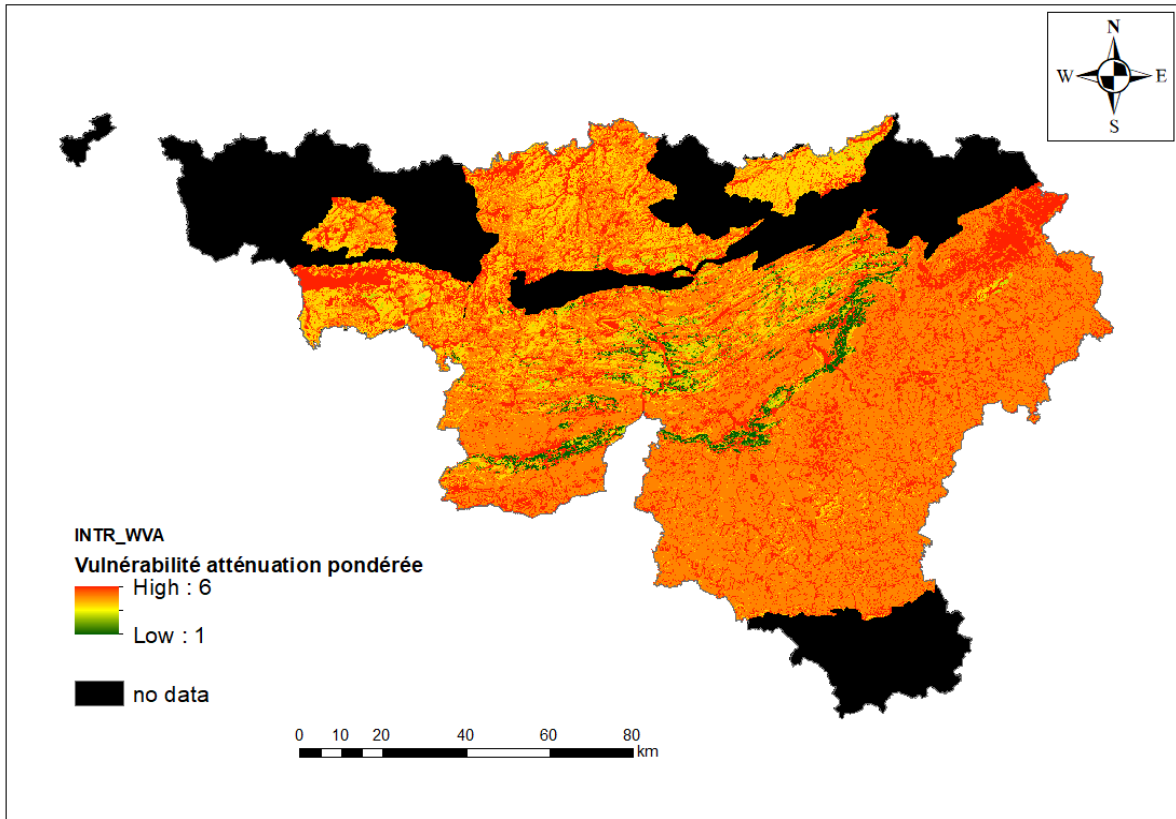 N
W E
S
INTR_WVA
Vulnérabilité atténuation pondérée
High : 6
Low : 1
no data
0 10 20 40 60 80
km